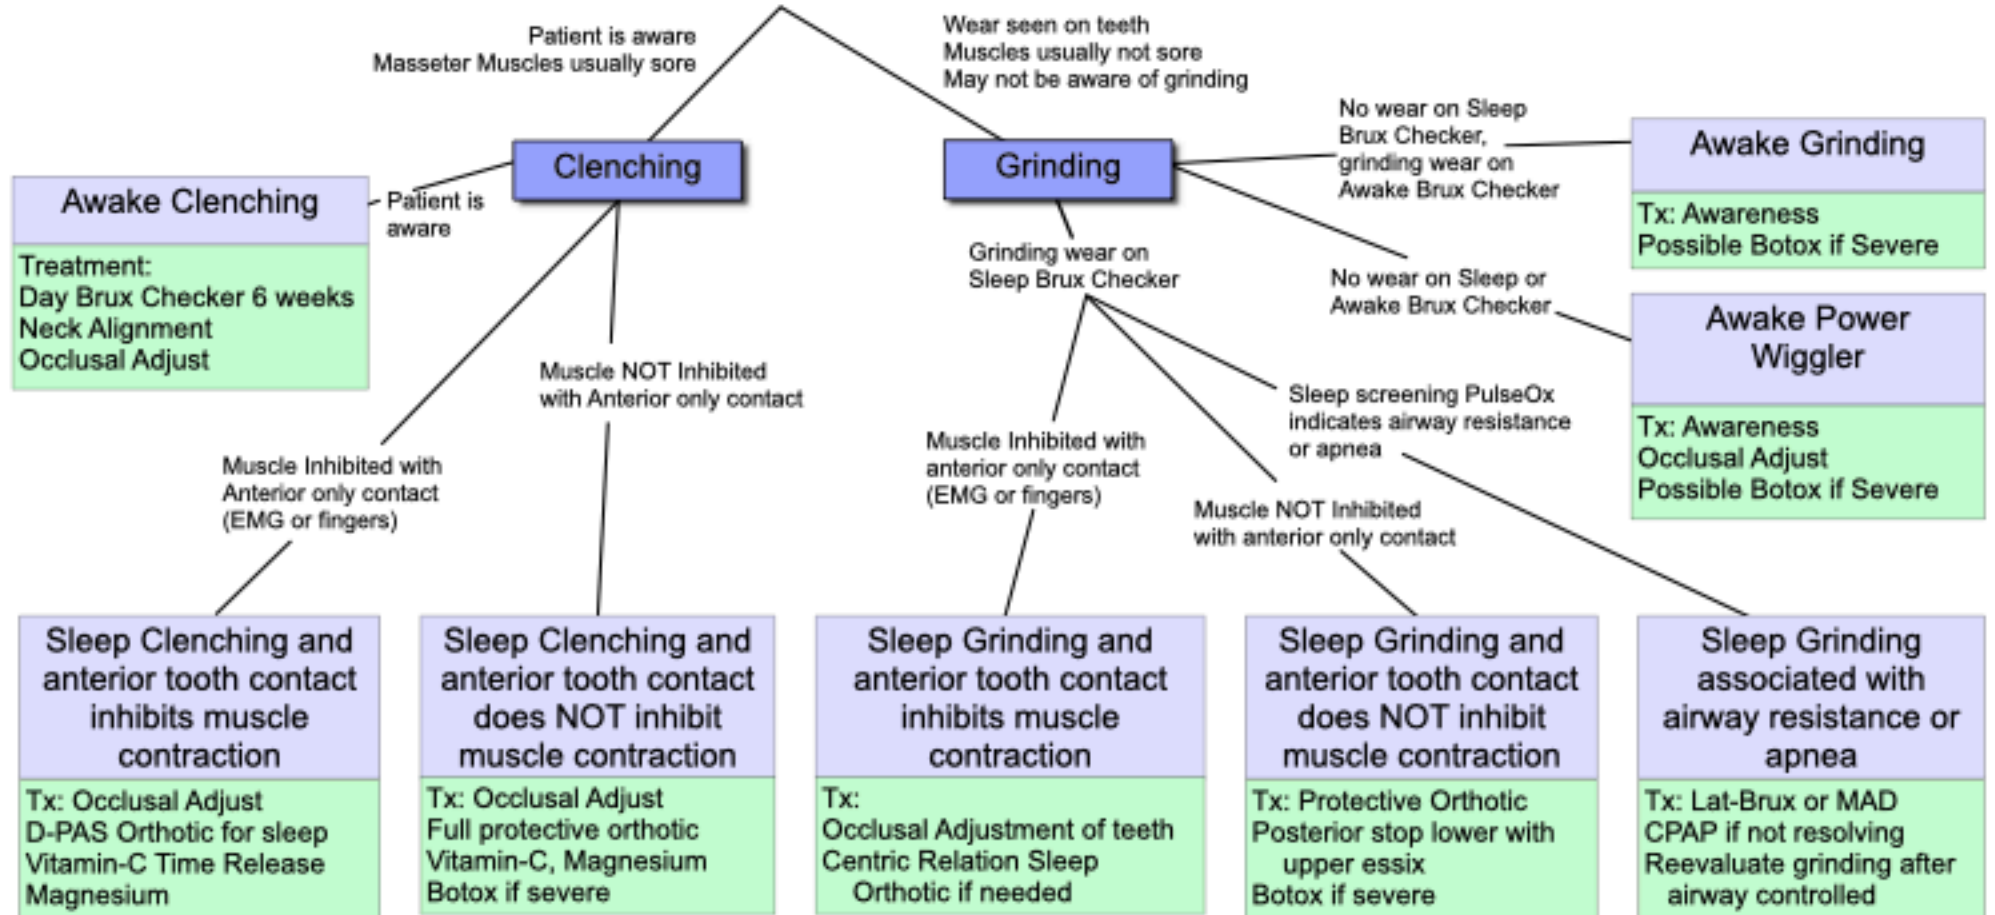 Patient is aware
Masseter Muscles usually sore
Wear seen on teeth
Muscles usually not sore
May not be aware of grinding
Clenching
Grinding
Patient is
aware
Awake Clenching
Treatment:
Day Brux Checker 6 weeks
Neck Alignment
Occlusal Adjust
No wear on Sleep
Brux Checker,
grinding wear on
Awake Brux Checker
Awake Grinding
Tx: Awareness
Possible Botox if Severe
Grinding wear on
Sleep Brux Checker
No wear on Sleep or
Awake Brux Checker
Awake Power
Wiggler
Tx: Awareness
Occlusal Adjust
Possible Botox if Severe
Muscle Inhibited with
Anterior only contact
(EMG or fingers)
Muscle NOT Inhibited
with Anterior only contact
Muscle Inhibited with
anterior only contact
(EMG or fingers)
Muscle NOT Inhibited
with anterior only contact
Sleep screening PulseOx
indicates airway resistance
or apnea
Sleep Clenching and
anterior tooth contact
inhibits muscle
contraction
Tx: Occlusal Adjust
D-PAS Orthotic for sleep
Vitamin-C Time Release
Magnesium
Sleep Clenching and
anterior tooth contact
does NOT inhibit
muscle contraction
Tx: Occlusal Adjust
Full protective orthotic
Vitamin-C, Magnesium
Botox if severe
Sleep Grinding and
anterior tooth contact
inhibits muscle
contraction
Tx:
Occlusal Adjustment of teeth
Centric Relation Sleep
Orthotic if needed
Sleep Grinding and
anterior tooth contact
does NOT inhibit
muscle contraction
Tx: Protective Orthotic
Posterior stop lower with
upper essix
Botox if severe
Sleep Grinding
associated with
airway resistance or
apnea
Tx: Lat-Brux or MAD
CPAP if not resolving
Reevaluate grinding after
airway controlled